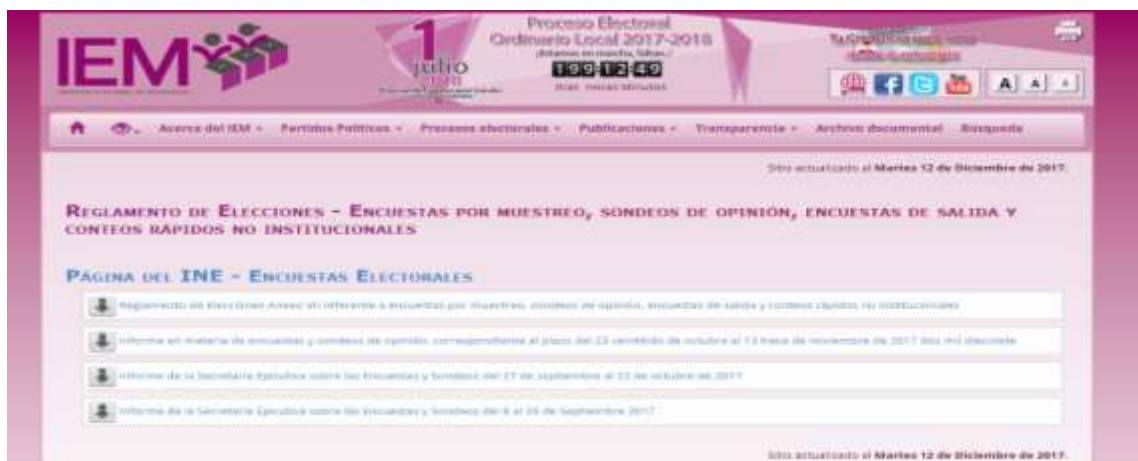 IEM
1 julio
Proceso Electoral
Ordinario Local 2017-2018
199:12:49
Días Horas Minutos
Acerca del IEM
Partidos Políticos
Procesos electorales
Publicaciones
Transparencia
Archivo documental
Búsqueda
Sitio actualizado al Martes 12 de Diciembre de 2017.
REGLAMENTO DE ELECCIONES - ENCUESTAS POR MUESTREO, SONDEOS DE OPINIÓN, ENCUESTAS DE SALIDA Y
CONTEOS RÁPIDOS NO INSTITUCIONALES
PÁGINA DEL INE - ENCUESTAS ELECTORALES
Reglamento de Elecciones Anexo referente a encuestas por muestreo, sondeos de opinión, encuestas de salida y conteos rápidos no institucionales
Informe en materia de encuestas y sondeos de opinión, correspondiente al plazo del 23 de octubre al 13 trece de noviembre de 2017 dos mil diecisiete
Informe de la Secretaría Ejecutiva sobre las Encuestas y Sondeos del 27 de septiembre al 22 de octubre de 2017
Informe de la Secretaría Ejecutiva sobre las Encuestas y Sondeos del 8 al 26 de Septiembre 2017
Sitio actualizado al Martes 12 de Diciembre de 2017.